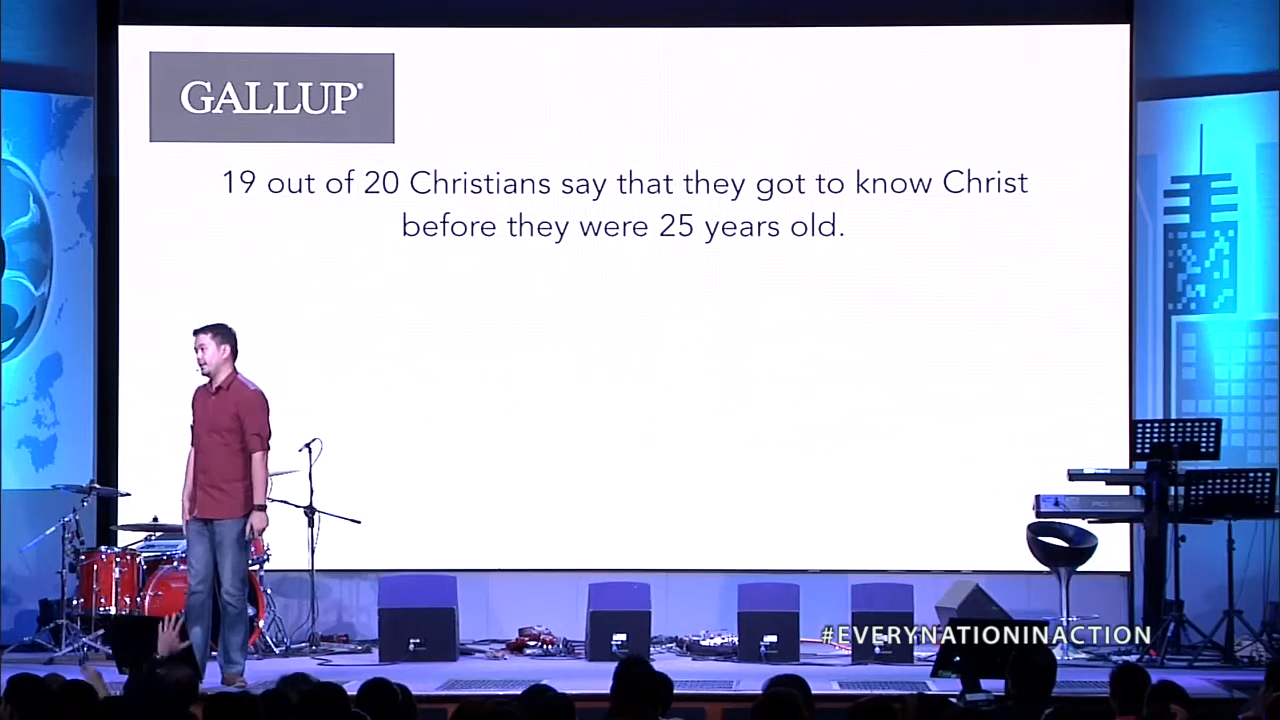 GALLUP®
19 out of 20 Christians say that they got to know Christ
before they were 25 years old.
#EVERYNATIONINACTION